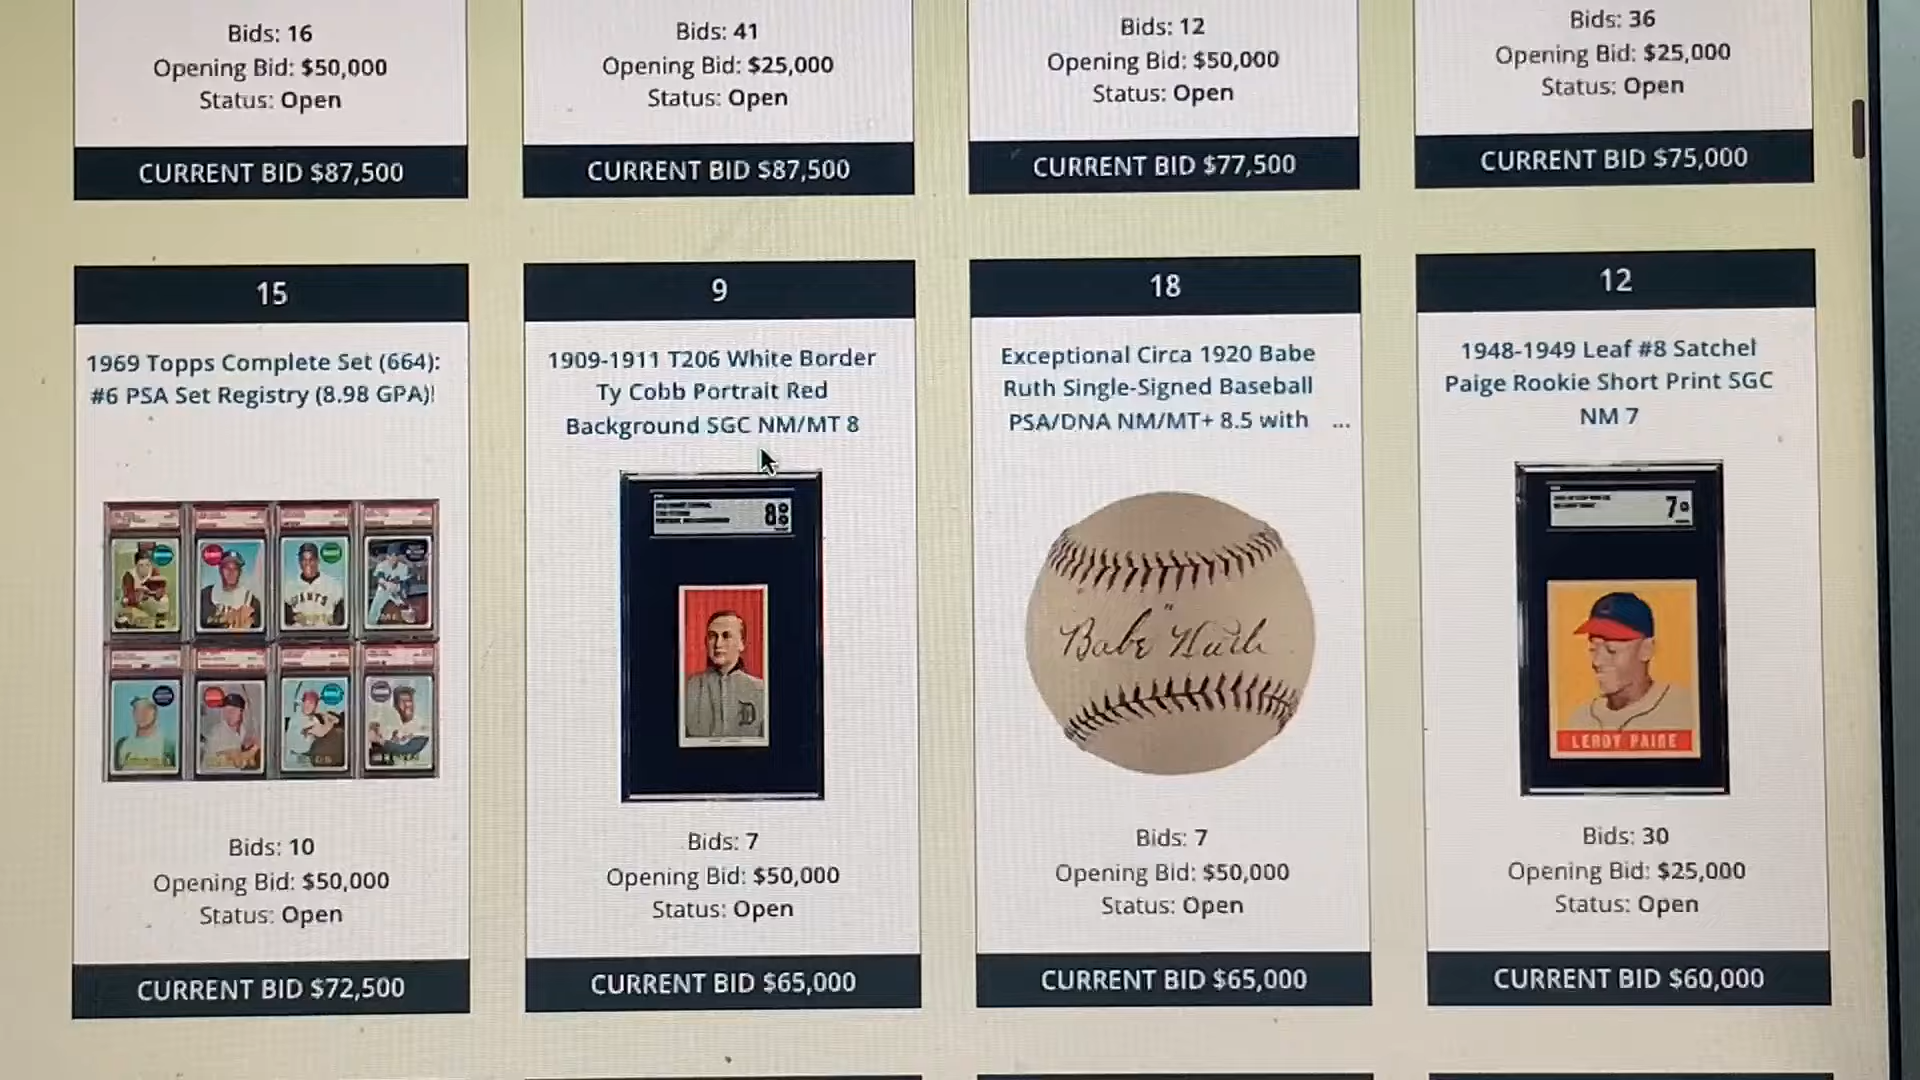 Bids: 16
Opening Bid: $50,000
Status: Open
CURRENT BID $87,500
Bids: 41
Opening Bid: $25,000
Status: Open
CURRENT BID $87,500
Bids: 12
Opening Bid: $50,000
Status: Open
CURRENT BID $77,500
Bids: 36
Opening Bid: $25,000
Status: Open
CURRENT BID $75,000
15
1969 Topps Complete Set (664):
#6 PSA Set Registry (8.98 GPA)!
Bids: 10
Opening Bid: $50,000
Status: Open
CURRENT BID $72,500
9
1909-1911 T206 White Border
Ty Cobb Portrait Red
Background SGC NM/MT 8
8
D
Bids: 7
Opening Bid: $50,000
Status: Open
CURRENT BID $65,000
18
Exceptional Circa 1920 Babe
Ruth Single-Signed Baseball
PSA/DNA NM/MT+ 8.5 with ...
"Babe" Ruth
Bids: 7
Opening Bid: $50,000
Status: Open
CURRENT BID $65,000
12
1948-1949 Leaf #8 Satchel
Paige Rookie Short Print SGC
NM 7
7
LEROY PAIGE
Bids: 30
Opening Bid: $25,000
Status: Open
CURRENT BID $60,000